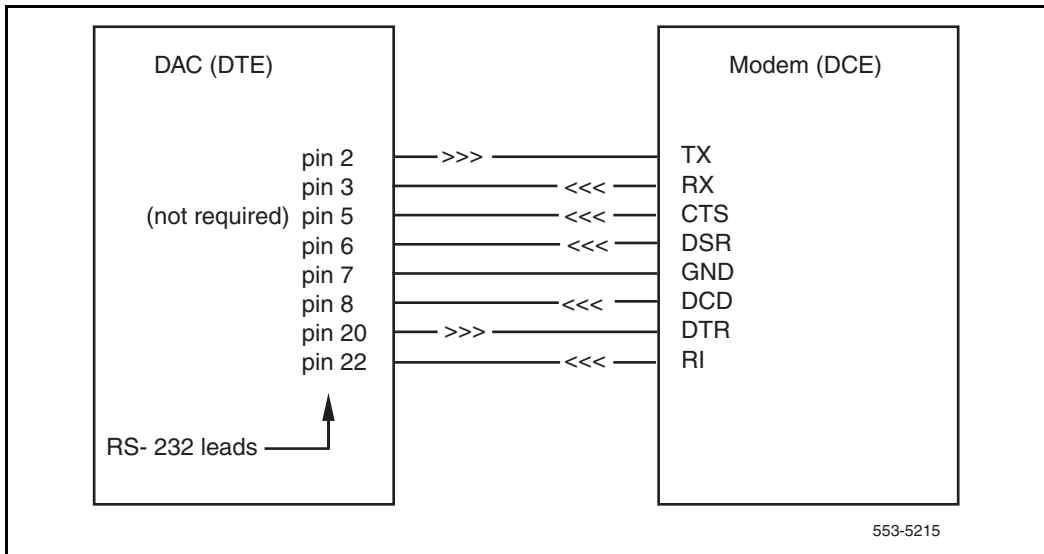 DAC (DTE)
Modem (DCE)
pin 2 >>> TX
pin 3 <<< RX
(not required) pin 5 <<< CTS
pin 6 <<< DSR
pin 7 GND
pin 8 <<< DCD
pin 20 >>> DTR
pin 22 <<< RI
RS- 232 leads
553-5215